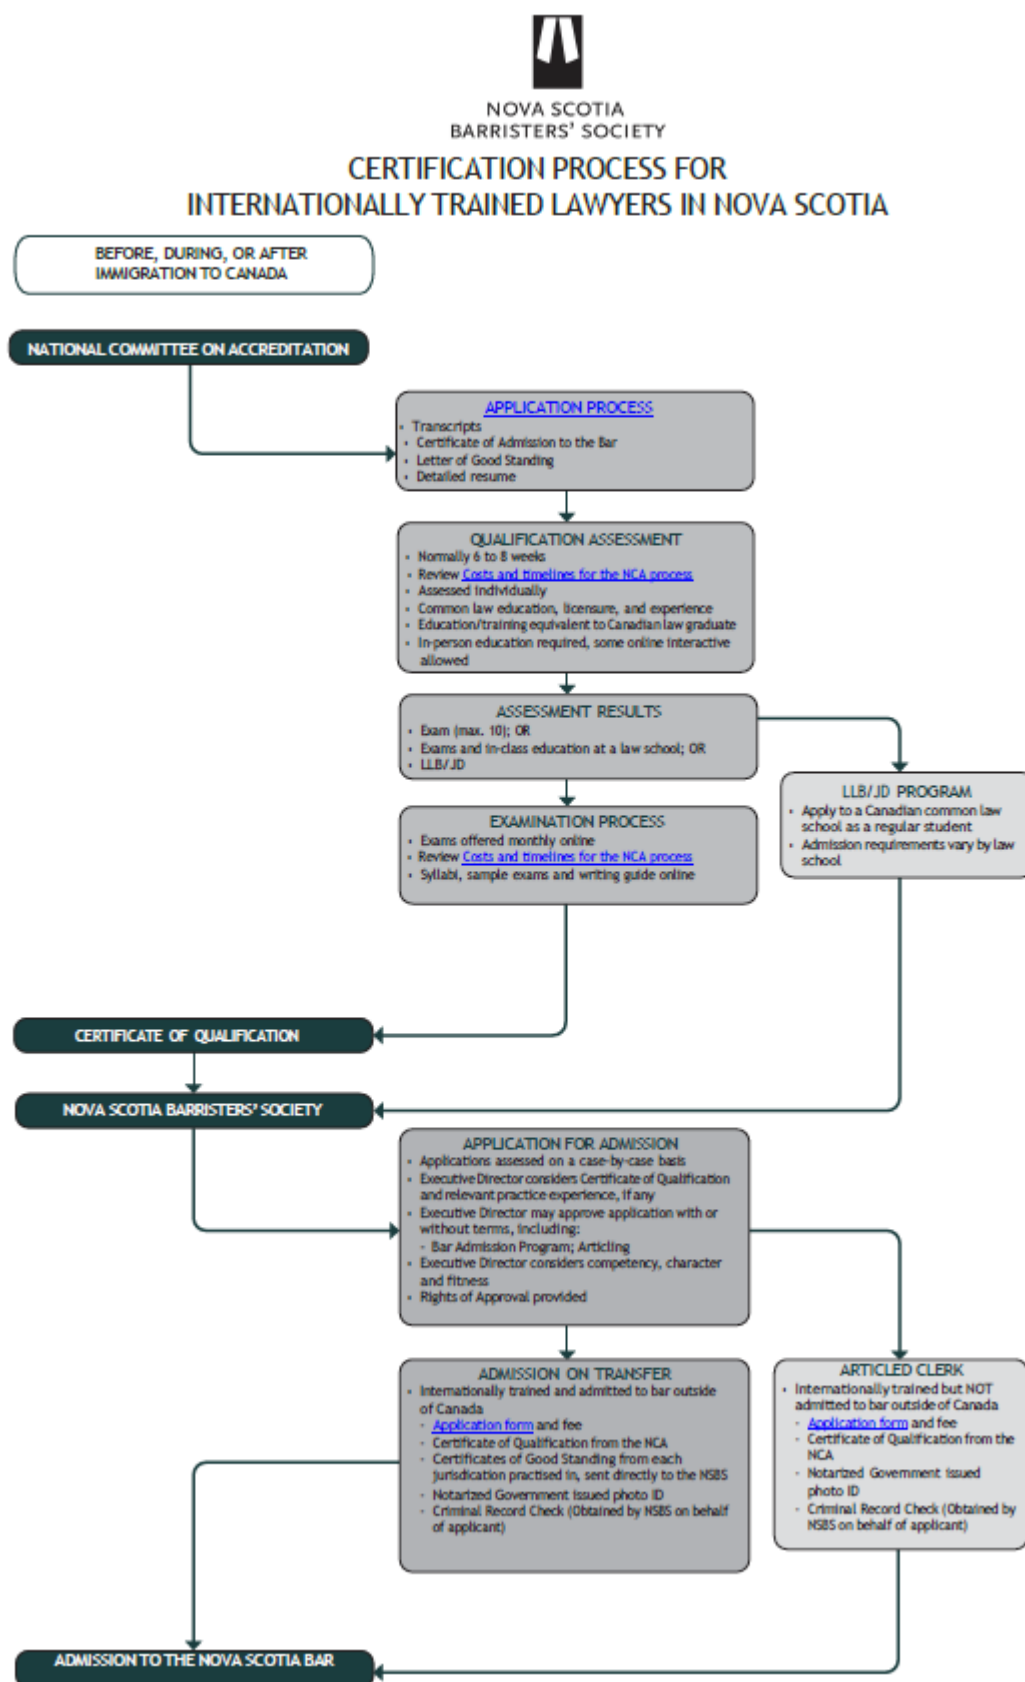 NOVA SCOTIA
BARRISTERS' SOCIETY
CERTIFICATION PROCESS FOR
INTERNATIONALLY TRAINED LAWYERS IN NOVA SCOTIA
BEFORE, DURING, OR AFTER
IMMIGRATION TO CANADA
NATIONAL COMMITTEE ON ACCREDITATION
APPLICATION PROCESS
• Transcripts
• Certificate of Admission to the Bar
• Letter of Good Standing
• Detailed resume
QUALIFICATION ASSESSMENT
• Normally 6 to 8 weeks
• Review Costs and timelines for the NCA process
• Assessed individually
• Common law education, licensure, and experience
• Education/training equivalent to Canadian law graduate
• In-person education required, some online interactive
allowed
ASSESSMENT RESULTS
• Exam (max. 10); OR
• Exams and in-class education at a law school; OR
• LLB/JD
LLB/JD PROGRAM
• Apply to a Canadian common law
school as a regular student
• Admission requirements vary by law
school
EXAMINATION PROCESS
• Exams offered monthly online
• Review Costs and timelines for the NCA process
• Syllabi, sample exams and writing guide online
CERTIFICATE OF QUALIFICATION
NOVA SCOTIA BARRISTERS' SOCIETY
APPLICATION FOR ADMISSION
• Applications assessed on a case-by-case basis
• Executive Director considers Certificate of Qualification
and relevant practice experience, if any
• Executive Director may approve application with or
without terms, including:
- Bar Admission Program; Articling
• Executive Director considers competency, character
and fitness
• Rights of Approval provided
ADMISSION ON TRANSFER
• Internationally trained and admitted to bar outside
of Canada
- Application form and fee
- Certificate of Qualification from the NCA
- Certificates of Good Standing from each
jurisdication practised in, sent directly to the NSBS
- Notarized Government issued photo ID
- Criminal Record Check (Obtained by NSBS on behalf
of applicant)
ARTICLED CLERK
• Internationally trained but NOT
admitted to bar outside of Canada
- Application form and fee
- Certificate of Qualification from the
NCA
- Notarized Government issued
photo ID
- Criminal Record Check (Obtained by
NSBS on behalf of applicant)
ADMISSION TO THE NOVA SCOTIA BAR